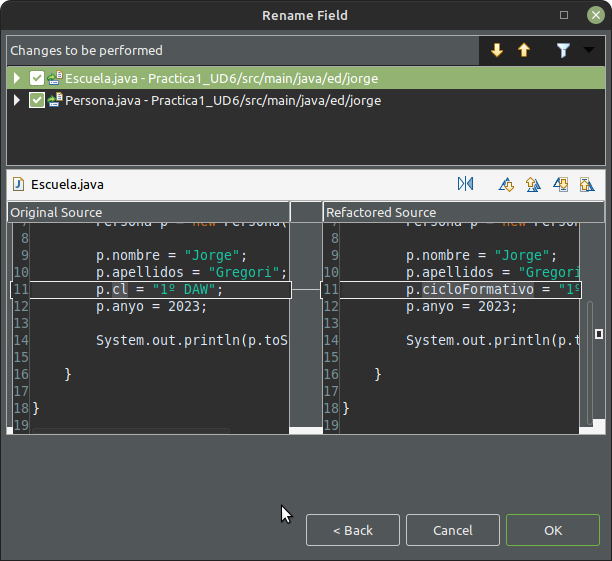 Rename Field
Changes to be performed
Escuela.java - Practica1_UD6/src/main/java/ed/jorge
Persona.java - Practica1_UD6/src/main/java/ed/jorge
Escuela.java
Original Source
8
9 p.nombre = "Jorge";
10 p.apellidos = "Gregori";
11 p.cl = "1º DAW";
12 p.anyo = 2023;
13
14 System.out.println(p.toS
15
16 }
17
18 }
19
Refactored Source
8
9 p.nombre = "Jorge";
10 p.apellidos = "Gregori
11 p.cicloFormativo = "1º
12 p.anyo = 2023;
13
14 System.out.println(p.t
15
16 }
17
18 }
19
< Back
Cancel
OK